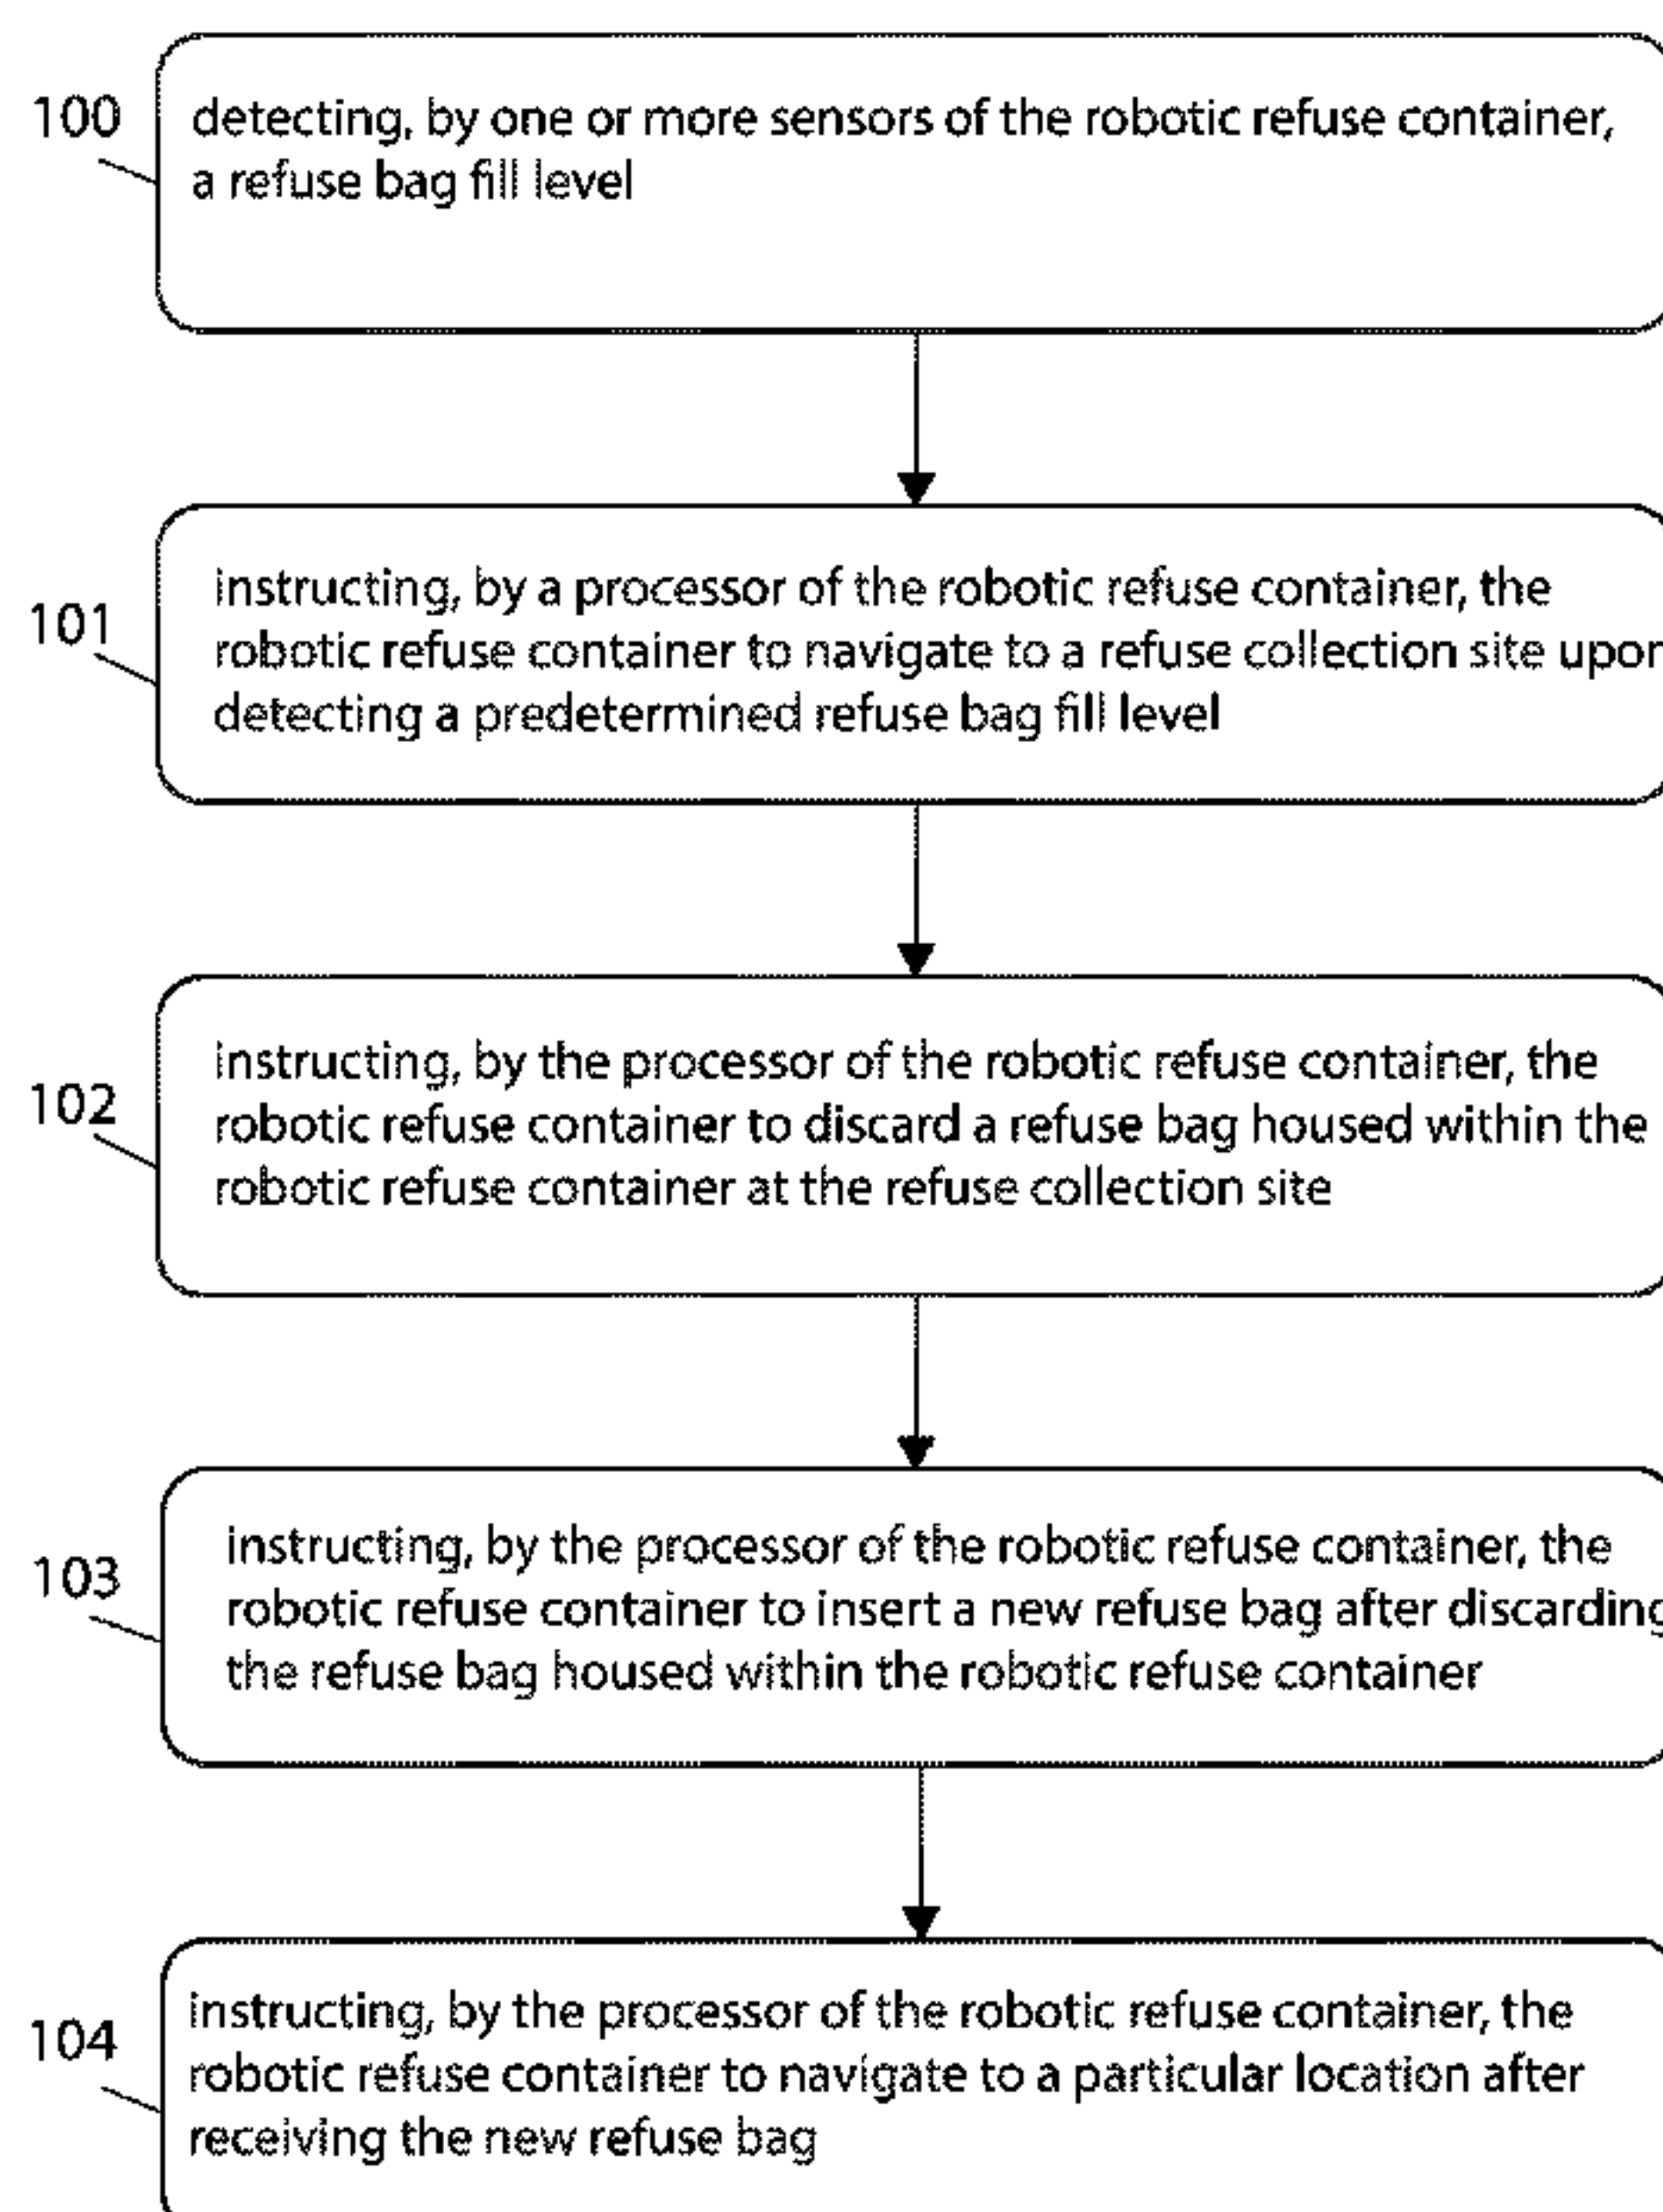 100
detecting, by one or more sensors of the robotic refuse container,
a refuse bag fill level
101
instructing, by a processor of the robotic refuse container, the
robotic refuse container to navigate to a refuse collection site upon
detecting a predetermined refuse bag fill level
102
instructing, by the processor of the robotic refuse container, the
robotic refuse container to discard a refuse bag housed within the
robotic refuse container at the refuse collection site
103
instructing, by the processor of the robotic refuse container, the
robotic refuse container to insert a new refuse bag after discarding
the refuse bag housed within the robotic refuse container
104
instructing, by the processor of the robotic refuse container, the
robotic refuse container to navigate to a particular location after
receiving the new refuse bag